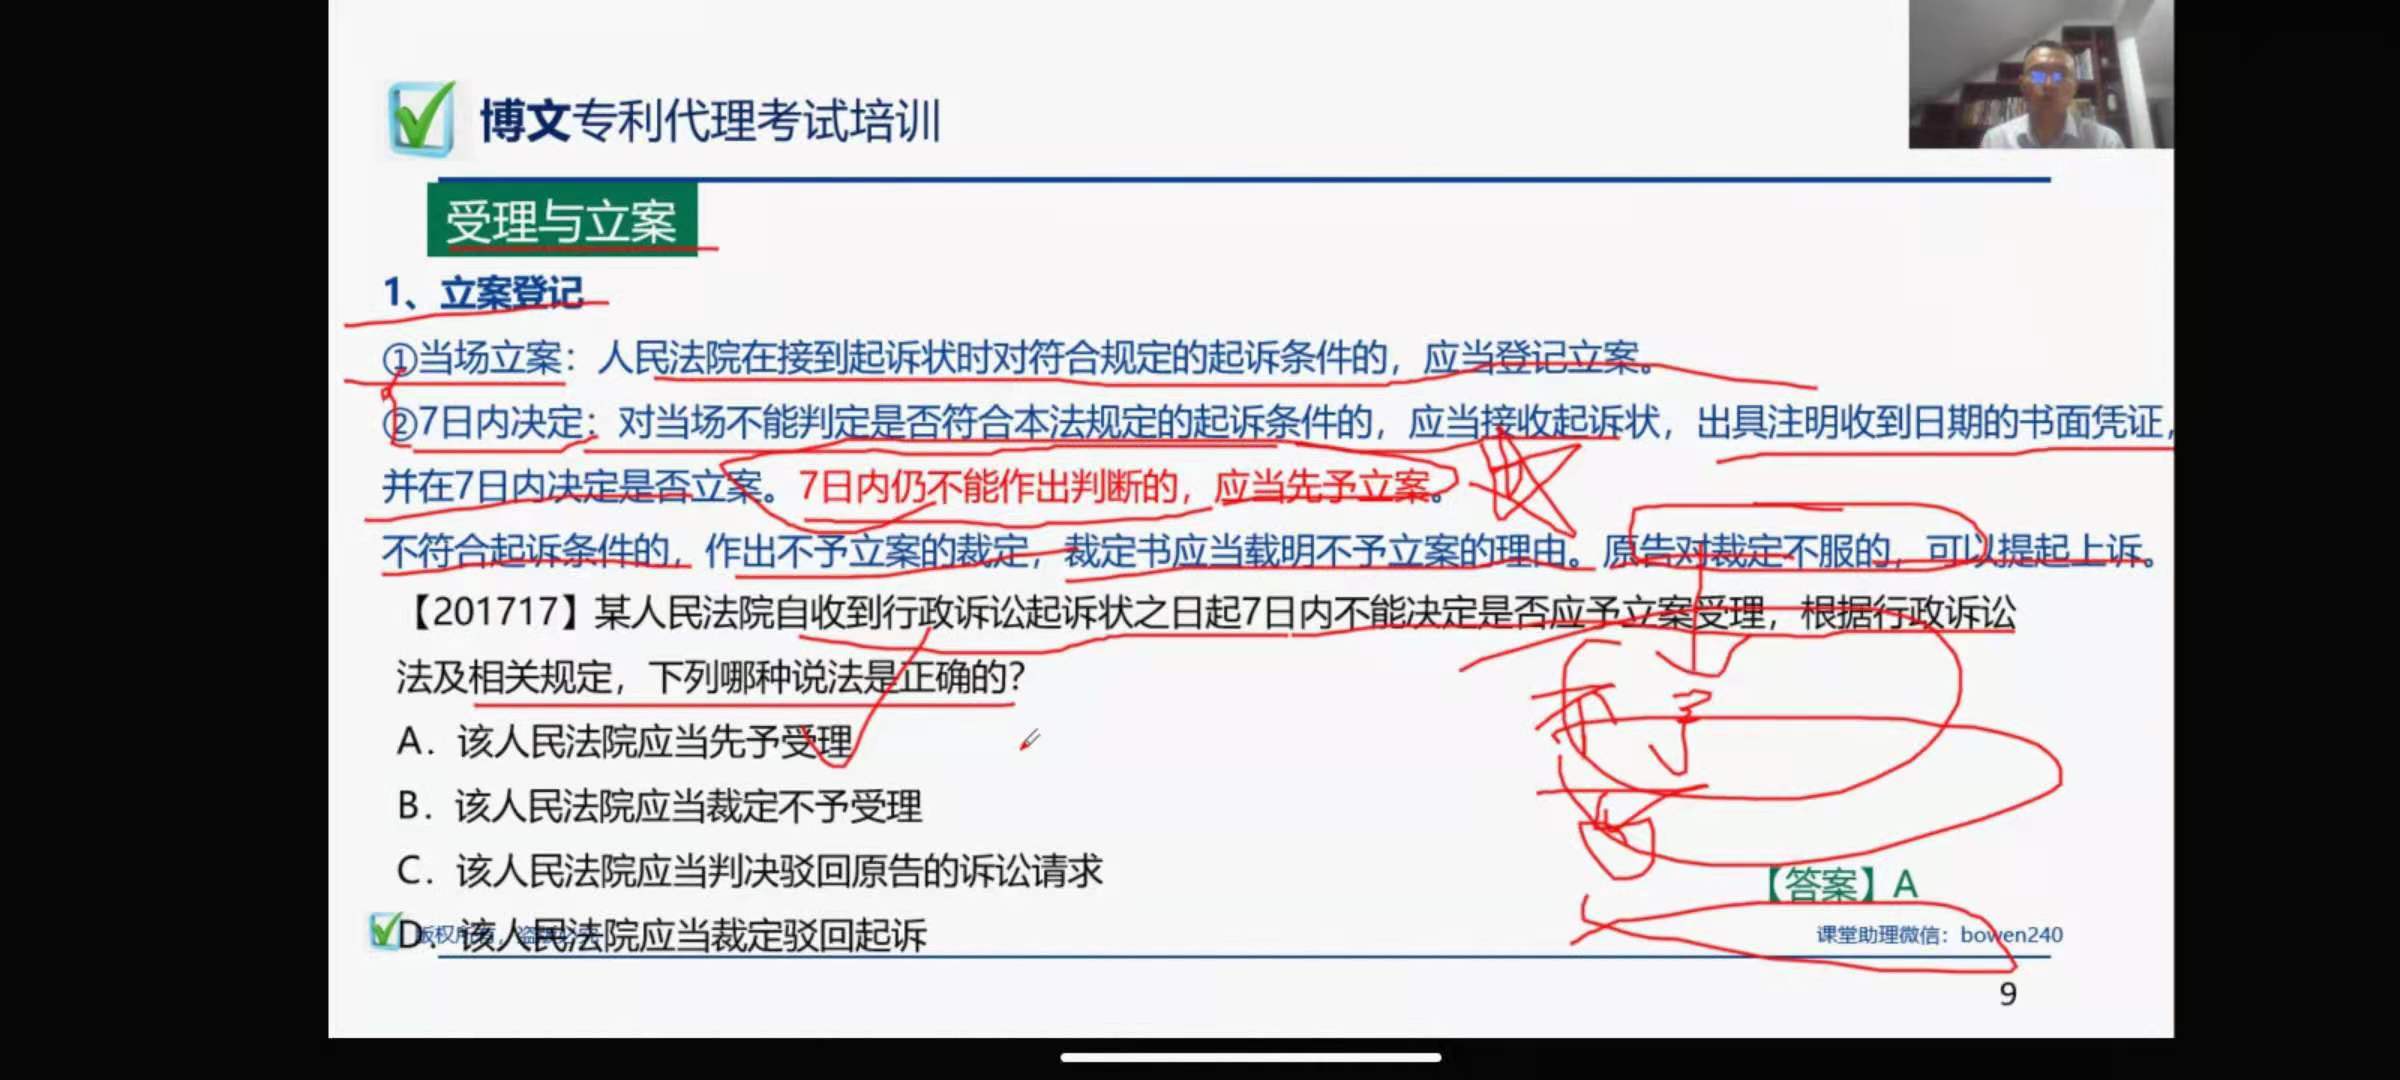 博文专利代理考试培训
受理与立案
1、立案登记
①当场立案：人民法院在接到起诉状时对符合规定的起诉条件的，应当登记立案。
②7日内决定：对当场不能判定是否符合本法规定的起诉条件的，应当接收起诉状，出具注明收到日期的书面凭证，
并在7日内决定是否立案。7日内仍不能作出判断的，应当先予立案。
不符合起诉条件的，作出不予立案的裁定，裁定书应当载明不予立案的理由。原告对裁定不服的，可以提起上诉。
【201717】某人民法院自收到行政诉讼起诉状之日起7日内不能决定是否应予立案受理，根据行政诉讼
法及相关规定，下列哪种说法是正确的？
A．该人民法院应当先予受理
B．该人民法院应当裁定不予受理
C．该人民法院应当判决驳回原告的诉讼请求
【答案】A
D．该人民法院应当裁定驳回起诉
版权所有，盗版必究
课堂助理微信：bowen240
9